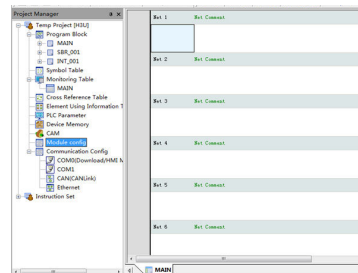 Project Manager
Temp Project [H3U]
Program Block
MAIN
SBR_001
INT_001
Symbol Table
Monitoring Table
MAIN
Cross Reference Table
Element Using Information T
PLC Parameter
Device Memory
CAM
Module config
Communication Config
COM0(Download/HMI M
COM1
CAN(CANLink)
Ethernet
Instruction Set
Net 1 Net Comment
Net 2 Net Comment
Net 3 Net Comment
Net 4 Net Comment
Net 5 Net Comment
Net 6 Net Comment
MAIN